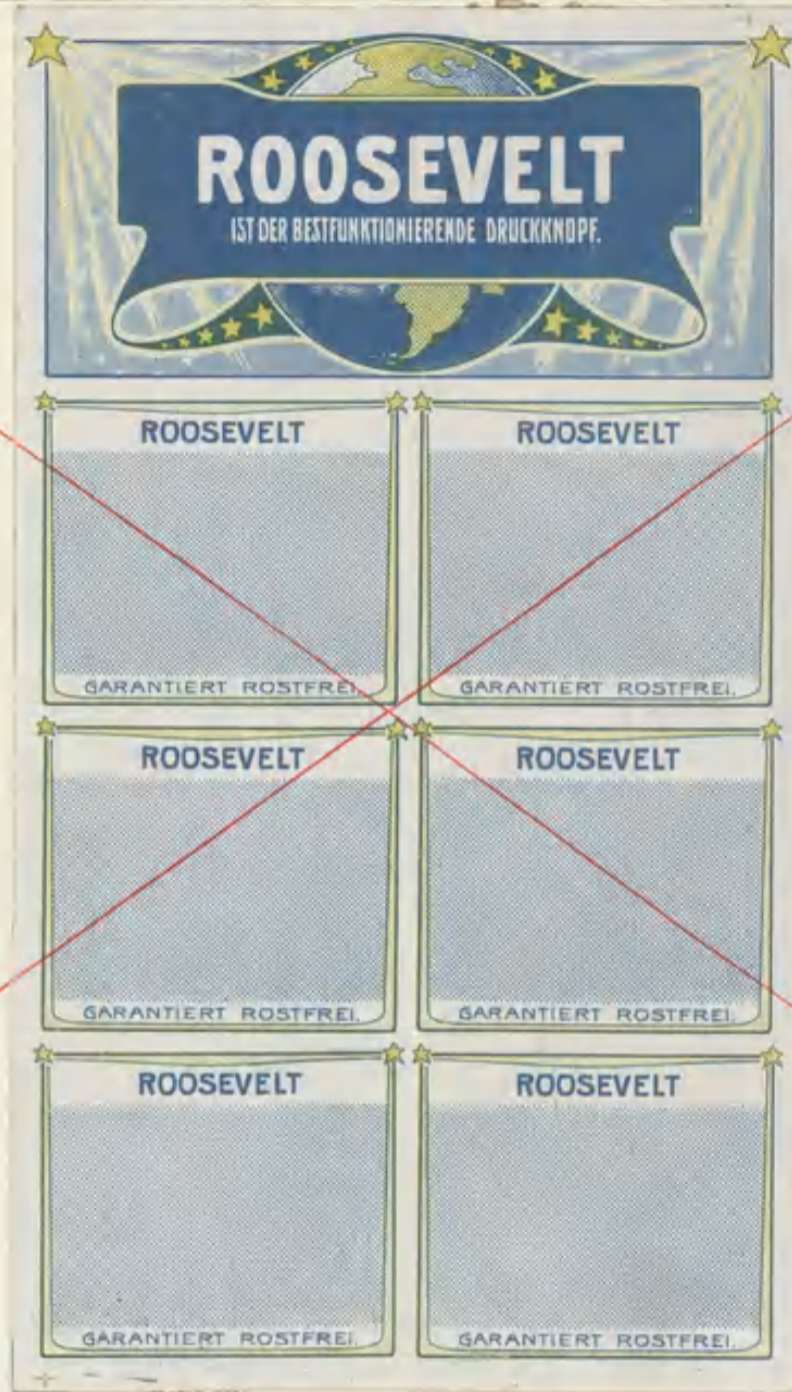 ROOSEVELT
IST DER BESTFUNKTIONIERENDE DRUCKKNOPF.
ROOSEVELT
ROOSEVELT
GARANTIERT ROSTFREI.
GARANTIERT ROSTFREI.
ROOSEVELT
ROOSEVELT
GARANTIERT ROSTFREI.
GARANTIERT ROSTFREI.
ROOSEVELT
ROOSEVELT
GARANTIERT ROSTFREI.
GARANTIERT ROSTFREI.